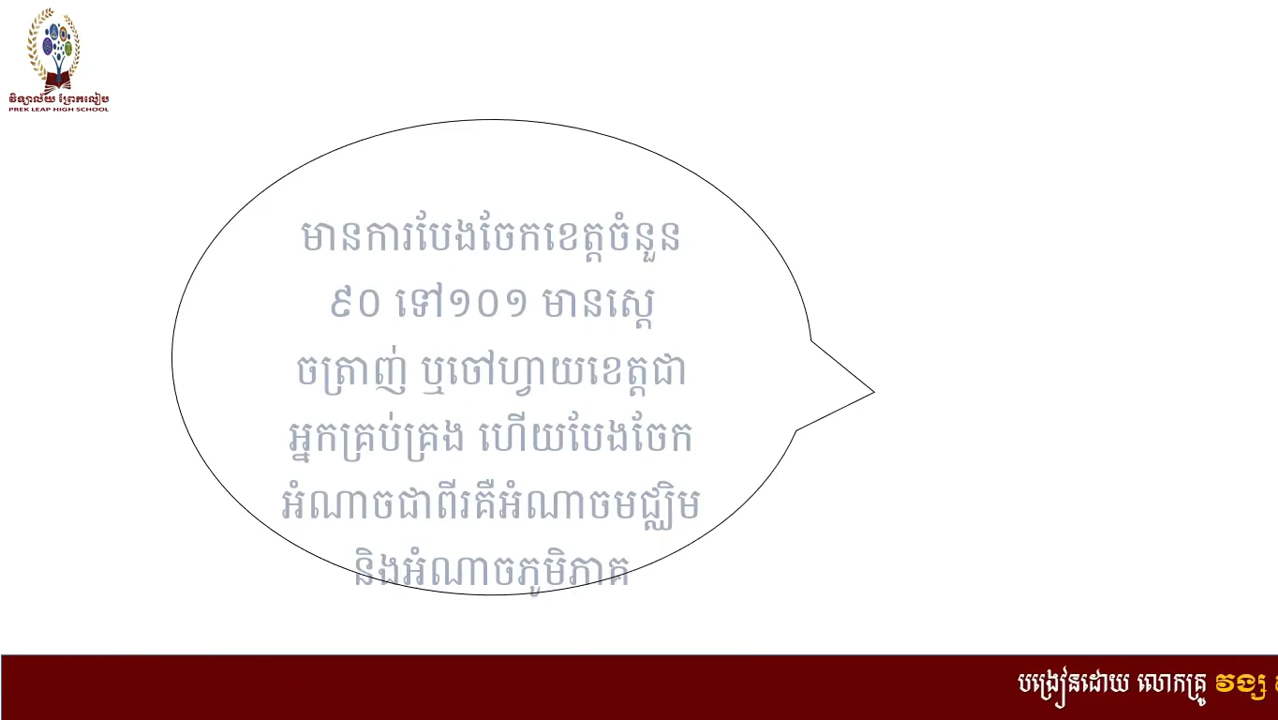 វិទ្យាល័យ ព្រែកលៀប
PREK LEAP HIGH SCHOOL
មានការបែងចែកខេត្តចំនួន
៩០ ទៅ១០១ មានស្តេ
ចត្រាញ់ ឬចៅហ្វាយខេត្តជា
អ្នកគ្រប់គ្រង ហើយបែងចែក
អំណាចជាពីរគឺអំណាចមជ្ឈិម
និងអំណាចភូមិភាគ
បង្រៀនដោយ លោកគ្រូ វង្ស